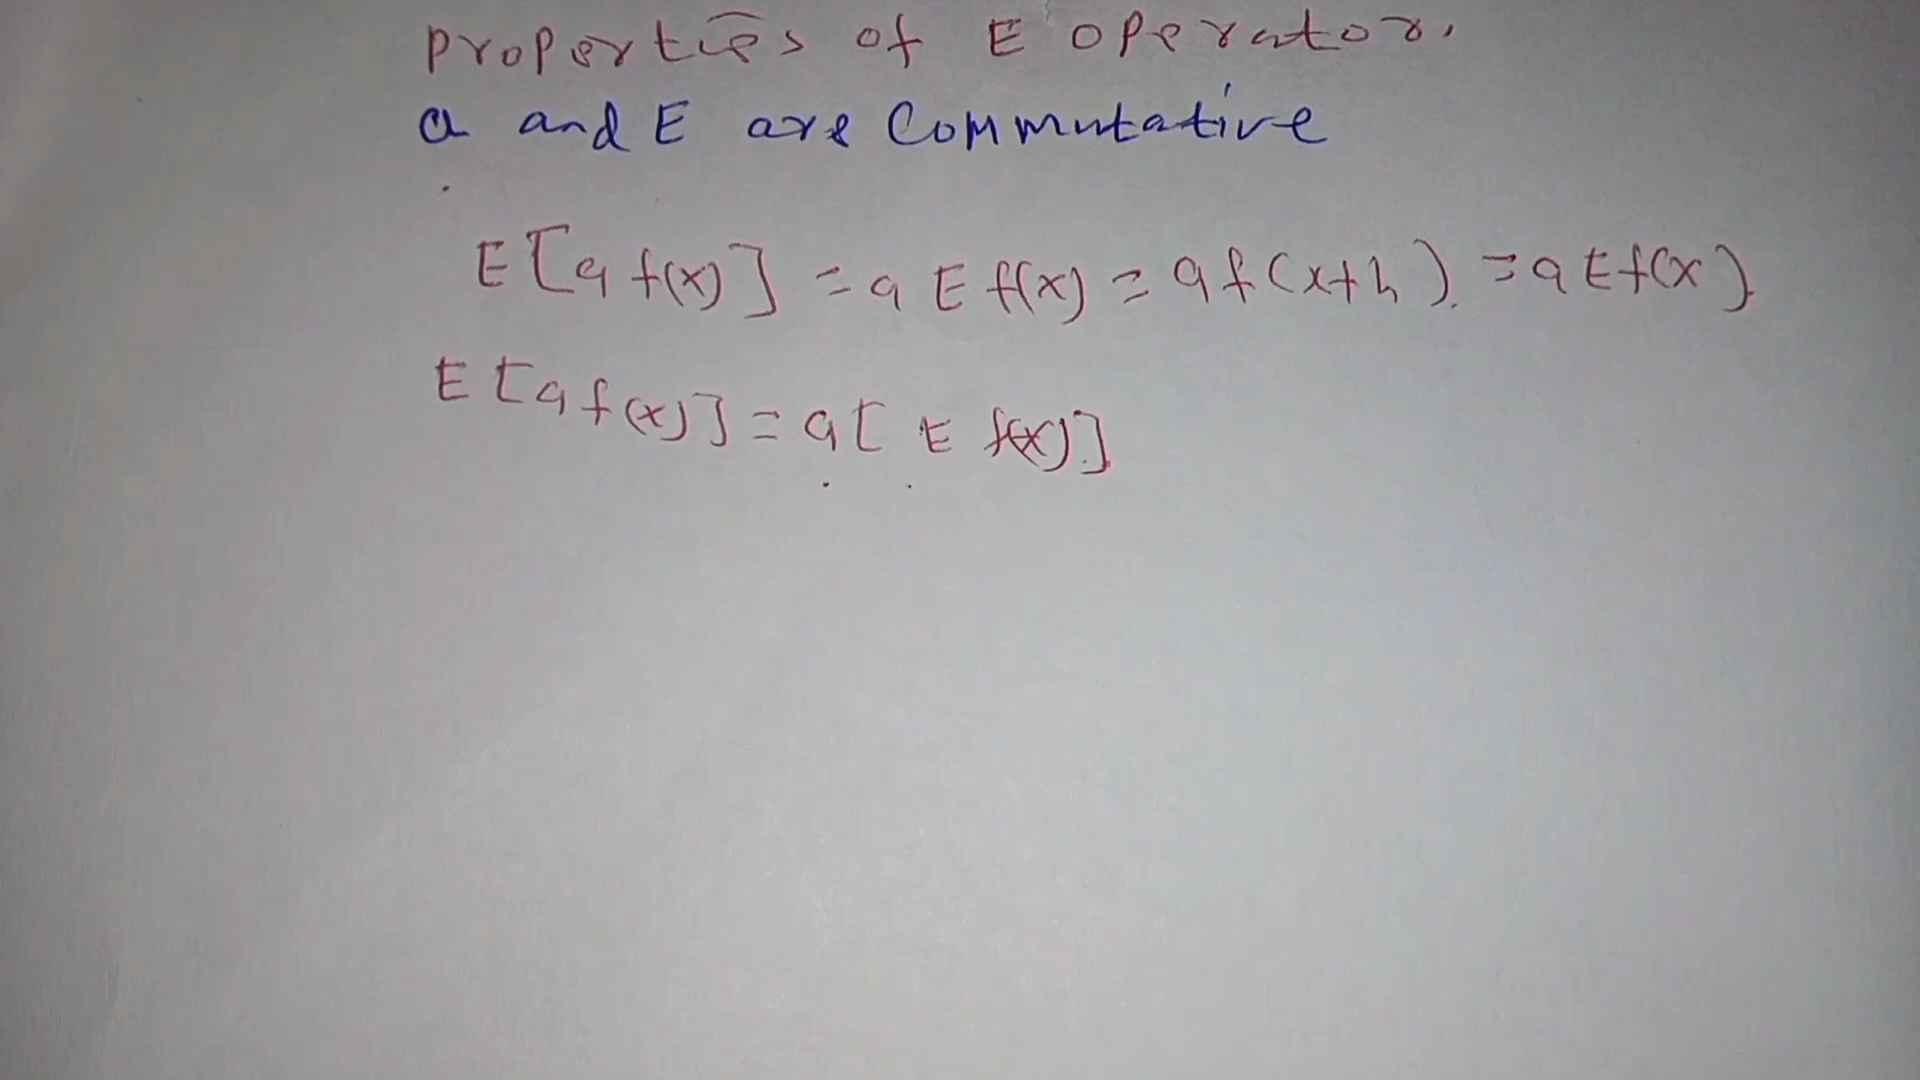 Properties of E operator.
a and E are Commutative
E[a f(x)] = a E f(x) = a f(x+h) = a E f(x)
E[a f(x)] = a[ E f(x)]